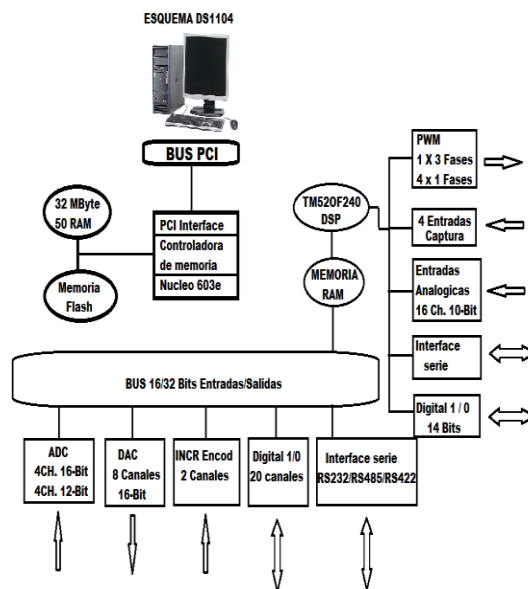 ESQUEMA DS1104
BUS PCI
32 MByte
50 RAM
Memoria
Flash
PCI Interface
Controladora
de memoria
Nucleo 603e
TM520F240
DSP
MEMORIA
RAM
PWM
1 X 3 Fases
4 x 1 Fases
4 Entradas
Captura
Entradas
Analogicas
16 Ch. 10-Bit
Interface
serie
Digital 1 / 0
14 Bits
BUS 16/32 Bits Entradas/Salidas
ADC
4CH. 16-Bit
4CH. 12-Bit
DAC
8 Canales
16-Bit
INCR Encod
2 Canales
Digital 1/0
20 canales
Interface serie
RS232/RS485/RS422